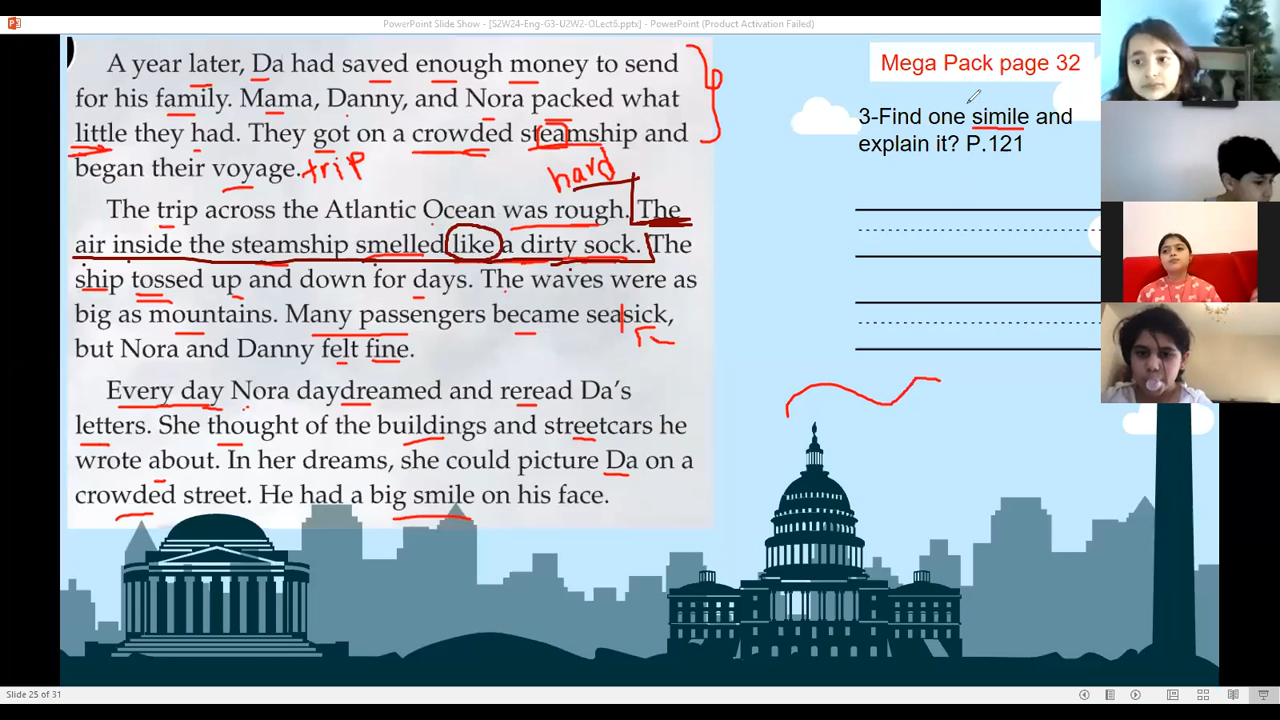 PowerPoint Slide Show - [S2W24-Eng-G3-U2W2-OLect6.pptx] - PowerPoint (Product Activation Failed)
A year later, Da had saved enough money to send
for his family. Mama, Danny, and Nora packed what
little they had. They got on a crowded steamship and
began their voyage. trip
hard
The trip across the Atlantic Ocean was rough. The
air inside the steamship smelled like a dirty sock. The
ship tossed up and down for days. The waves were as
big as mountains. Many passengers became seasick,
but Nora and Danny felt fine.
Every day Nora daydreamed and reread Da's
letters. She thought of the buildings and streetcars he
wrote about. In her dreams, she could picture Da on a
crowded street. He had a big smile on his face.
Mega Pack page 32
3-Find one simile and
explain it? P.121
Slide 25 of 31